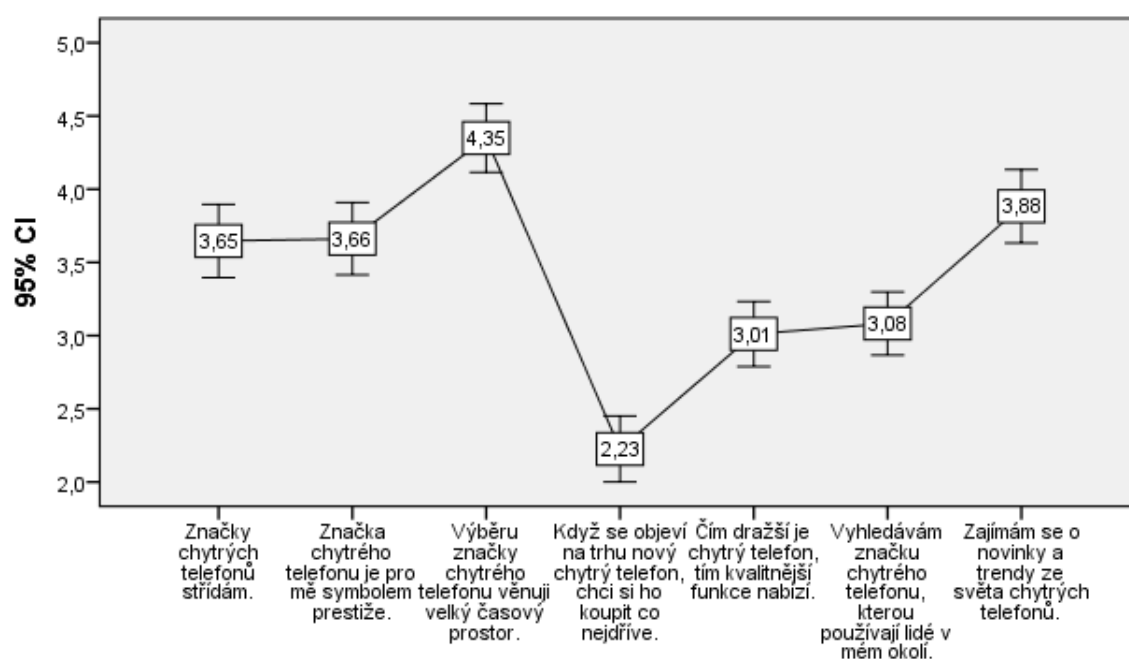 5,0
4,5
4,0
3,5
3,0
2,5
2,0
95% CI
3,65
3,66
4,35
2,23
3,01
3,08
3,88
Značky
chytrých
telefonů
střídám.
Značka
chytrého
telefonu je pro
mě symbolem
prestiže.
Výběru
značky
chytrého
telefonu věnuji
velký časový
prostor.
Když se objeví
na trhu nový
chytrý telefon,
chci si ho
koupit co
nejdříve.
Čím dražší je
chytrý telefon,
tím kvalitnější
funkce nabízí.
Vyhledávám
značku
chytrého
telefonu,
kterou
používají lidé v
mém okolí.
Zajímám se o
novinky a
trendy ze
světa chytrých
telefonů.